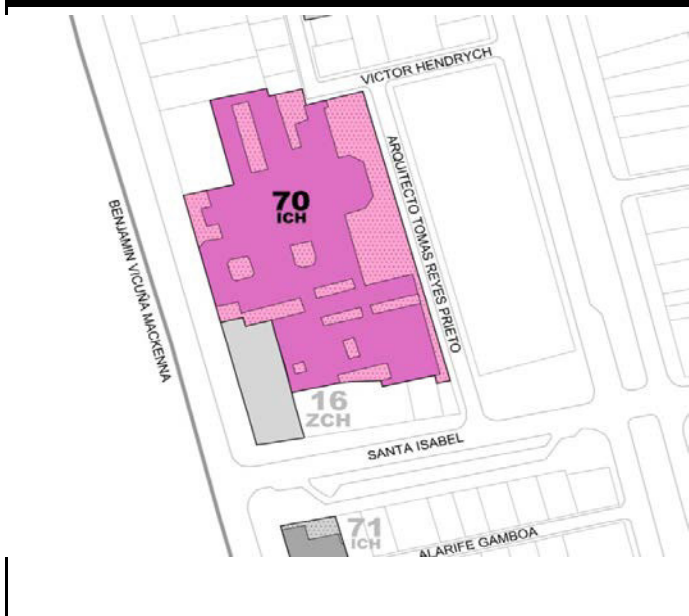 VICTOR HENDRYCH
ARQUITECTO TOMAS REYES PRIETO
BENJAMIN VICUÑA MACKENNA
70
ICH
16
ZCH
SANTA ISABEL
71
ICH
ALARIFE GAMBOA